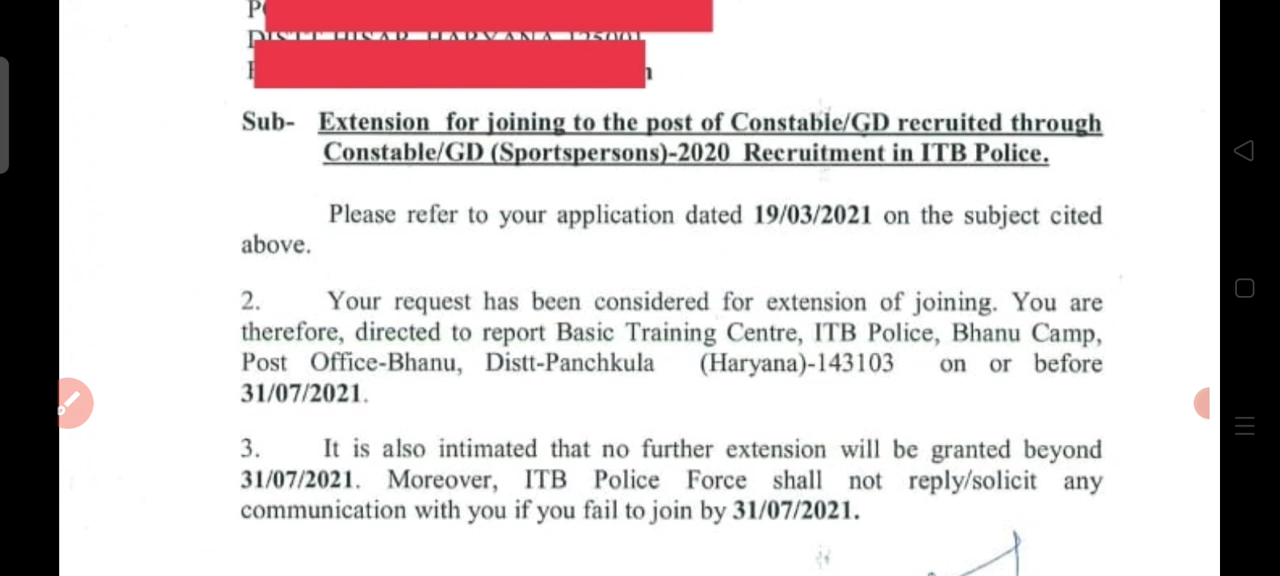 DISTT HISAR, HARYANA 125001
Sub- Extension for joining to the post of Constable/GD recruited through
Constable/GD (Sportspersons)-2020 Recruitment in ITB Police.
Please refer to your application dated 19/03/2021 on the subject cited
above.
2. Your request has been considered for extension of joining. You are
therefore, directed to report Basic Training Centre, ITB Police, Bhanu Camp,
Post Office-Bhanu, Distt-Panchkula (Haryana)-143103 on or before
31/07/2021.
3. It is also intimated that no further extension will be granted beyond
31/07/2021. Moreover, ITB Police Force shall not reply/solicit any
communication with you if you fail to join by 31/07/2021.